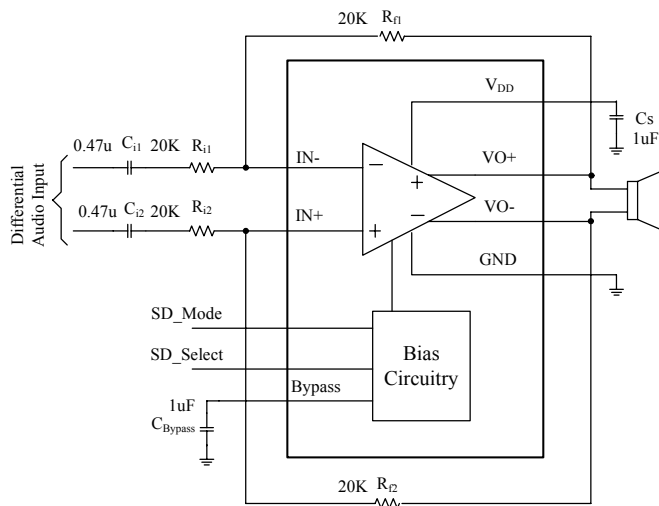 20K R_f1
V_DD
Cs
1uF
0.47u C_i1 20K R_i1
IN-
VO+
−
+
Differential
Audio Input
0.47u C_i2 20K R_i2
IN+
VO-
+
−
GND
SD_Mode
SD_Select
Bypass
Bias
Circuitry
1uF
C_Bypass
20K R_f2